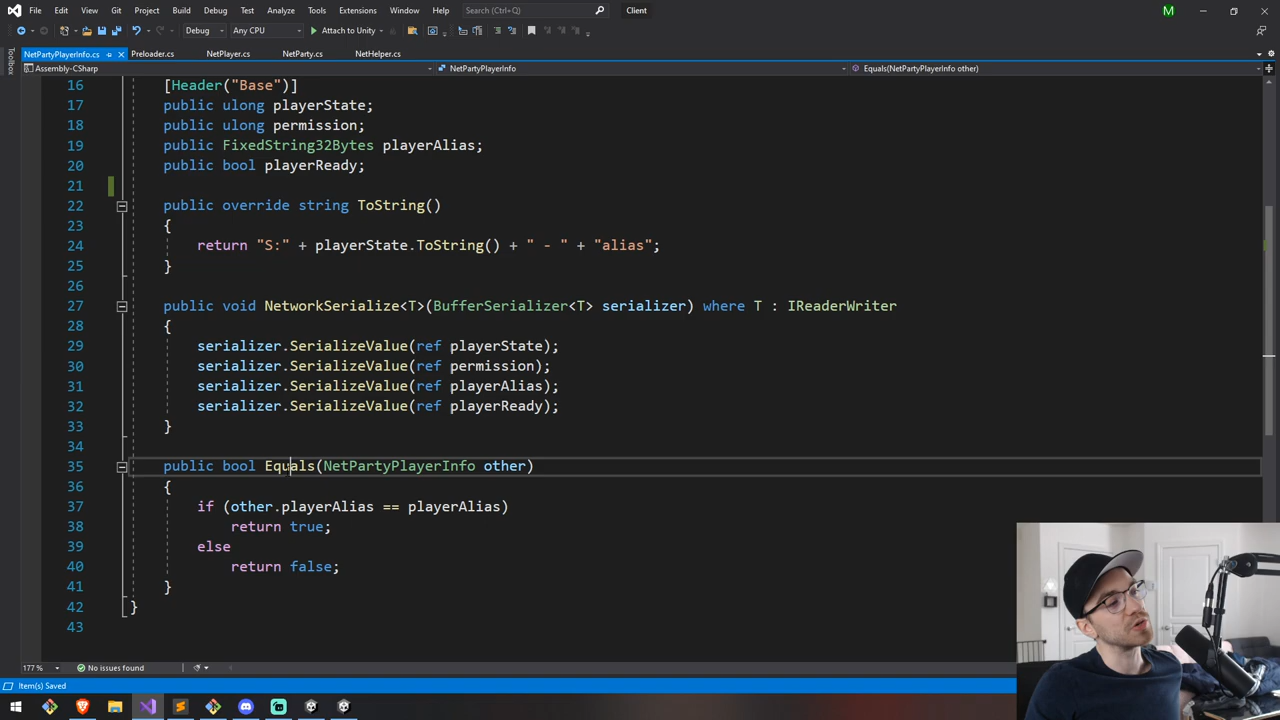 File Edit View Git Project Build Debug Test Analyze Tools Extensions Window Help Search (Ctrl+Q) Client M
Debug Any CPU Attach to Unity
NetPartyPlayerInfo.cs Preloader.cs NetPlayer.cs NetParty.cs NetHelper.cs
Assembly-CSharp NetPartyPlayerInfo Equals(NetPartyPlayerInfo other)
Toolbox
16 [Header("Base")]
17 public ulong playerState;
18 public ulong permission;
19 public FixedString32Bytes playerAlias;
20 public bool playerReady;
21
22 public override string ToString()
23 {
24 return "S:" + playerState.ToString() + " - " + "alias";
25 }
26
27 public void NetworkSerialize<T>(BufferSerializer<T> serializer) where T : IReaderWriter
28 {
29 serializer.SerializeValue(ref playerState);
30 serializer.SerializeValue(ref permission);
31 serializer.SerializeValue(ref playerAlias);
32 serializer.SerializeValue(ref playerReady);
33 }
34
35 public bool Equals(NetPartyPlayerInfo other)
36 {
37 if (other.playerAlias == playerAlias)
38 return true;
39 else
40 return false;
41 }
42 }
43
177 % No issues found
Item(s) Saved